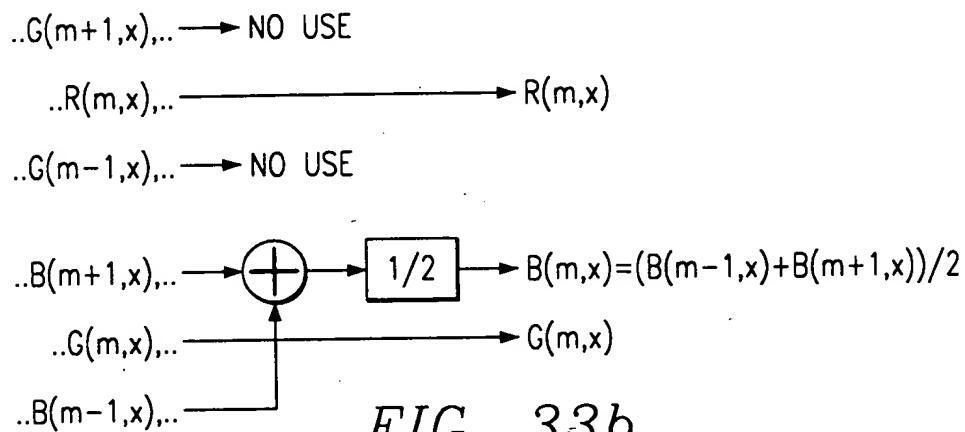 ..G(m+1,x),.. NO USE
..R(m,x),.. R(m,x)
..G(m-1,x),.. NO USE
..B(m+1,x),.. + 1/2 B(m,x)=(B(m-1,x)+B(m+1,x))/2
..G(m,x),.. G(m,x)
..B(m-1,x),..
FIG. 33b